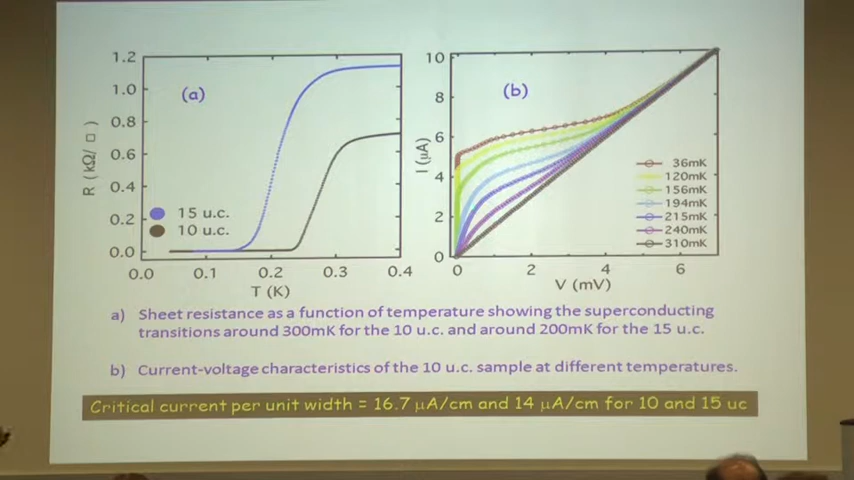 1.2
1.0
0.8
0.6
0.4
0.2
0.0
R (kΩ/ □ )
(a)
15 u.c.
10 u.c.
0.0 0.1 0.2 0.3 0.4
T (K)
10
8
6
4
2
0
I (μA)
(b)
36mK
120mK
156mK
194mK
215mK
240mK
310mK
0 2 4 6
V (mV)
a) Sheet resistance as a function of temperature showing the superconducting
transitions around 300mK for the 10 u.c. and around 200mK for the 15 u.c.
b) Current-voltage characteristics of the 10 u.c. sample at different temperatures.
Critical current per unit width = 16.7 μA/cm and 14 μA/cm for 10 and 15 uc